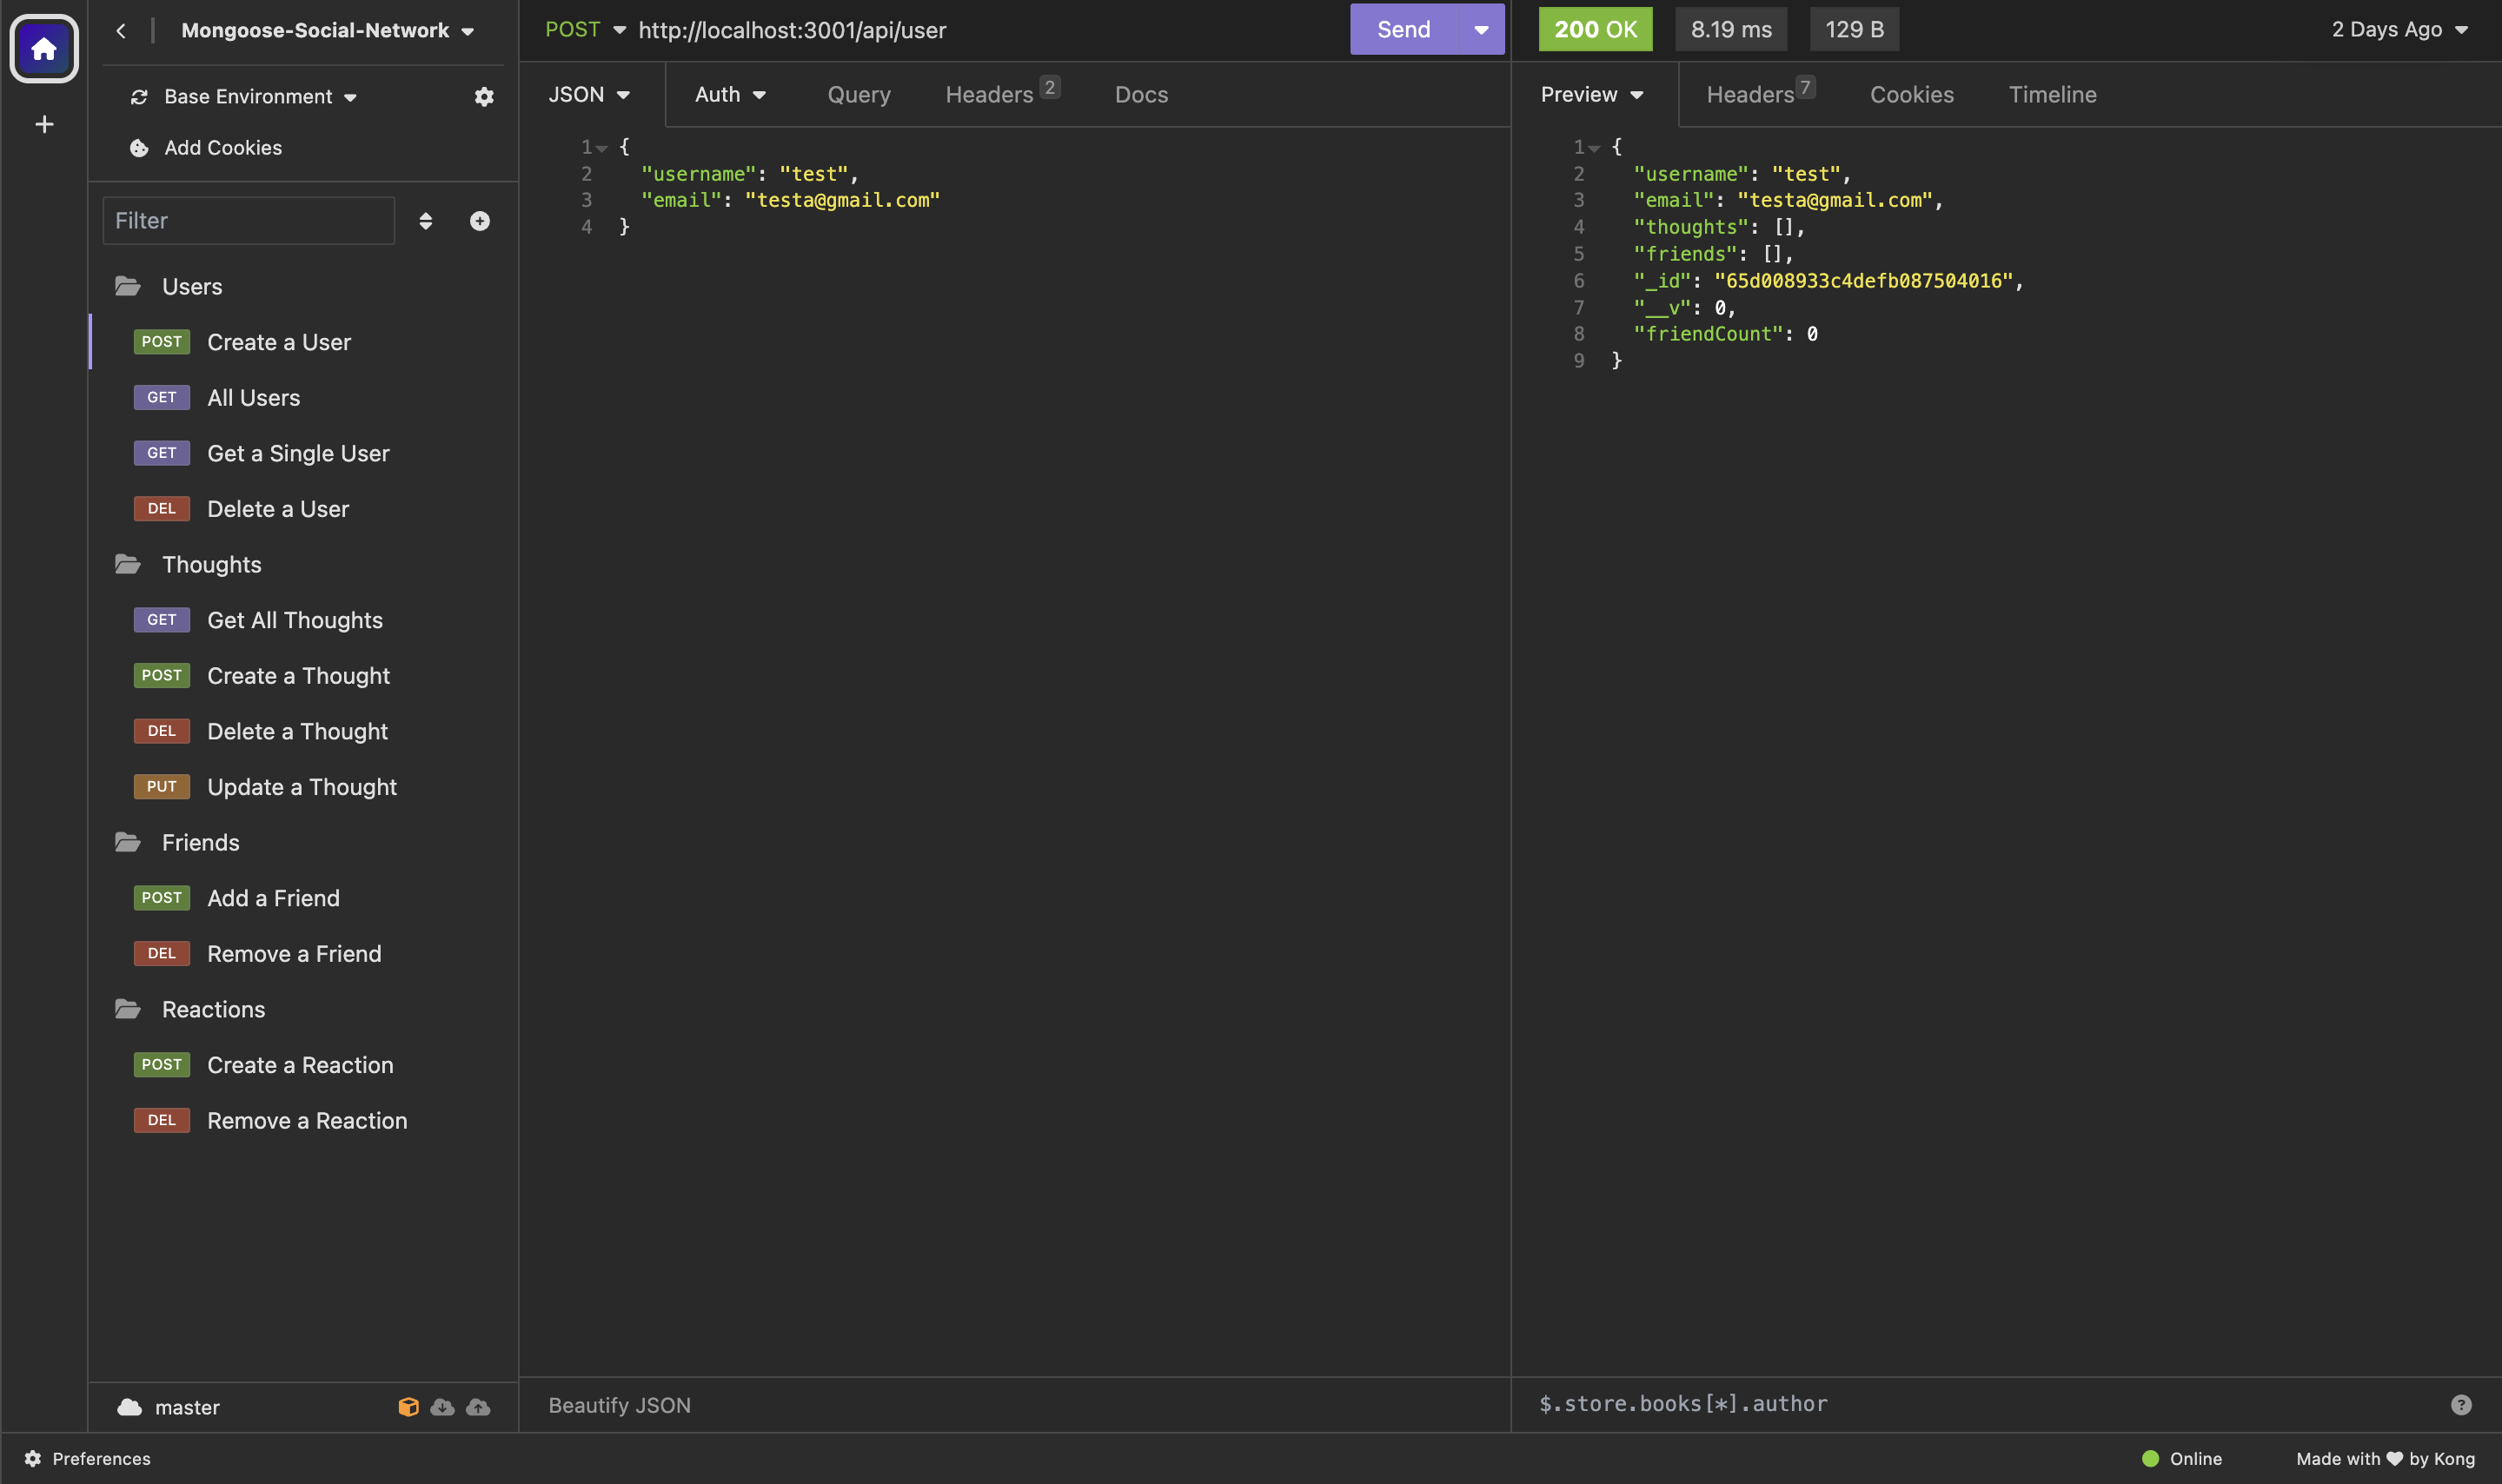 Mongoose-Social-Network
Base Environment
Add Cookies
Filter
Users
POST Create a User
GET All Users
GET Get a Single User
DEL Delete a User
Thoughts
GET Get All Thoughts
POST Create a Thought
DEL Delete a Thought
PUT Update a Thought
Friends
POST Add a Friend
DEL Remove a Friend
Reactions
POST Create a Reaction
DEL Remove a Reaction
master
POST http://localhost:3001/api/user Send
JSON Auth Query Headers 2 Docs
1 {
2 "username": "test",
3 "email": "testa@gmail.com"
4 }
Beautify JSON
200 OK 8.19 ms 129 B 2 Days Ago
Preview Headers 7 Cookies Timeline
1 {
2 "username": "test",
3 "email": "testa@gmail.com",
4 "thoughts": [],
5 "friends": [],
6 "_id": "65d008933c4defb087504016",
7 "__v": 0,
8 "friendCount": 0
9 }
$.store.books[*].author ?
Preferences Online Made with ♥ by Kong